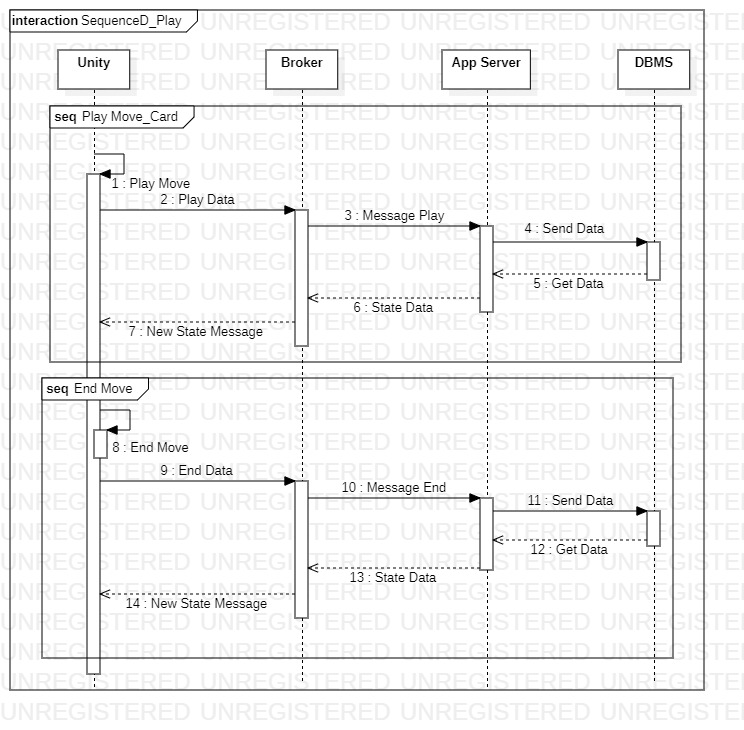 interaction SequenceD_Play
Unity
Broker
App Server
DBMS
seq Play Move_Card
1 : Play Move
2 : Play Data
3 : Message Play
4 : Send Data
5 : Get Data
6 : State Data
7 : New State Message
seq End Move
8 : End Move
9 : End Data
10 : Message End
11 : Send Data
12 : Get Data
13 : State Data
14 : New State Message
UNREGISTERED UNREGISTERED UNREGISTERED UNREGISTERED